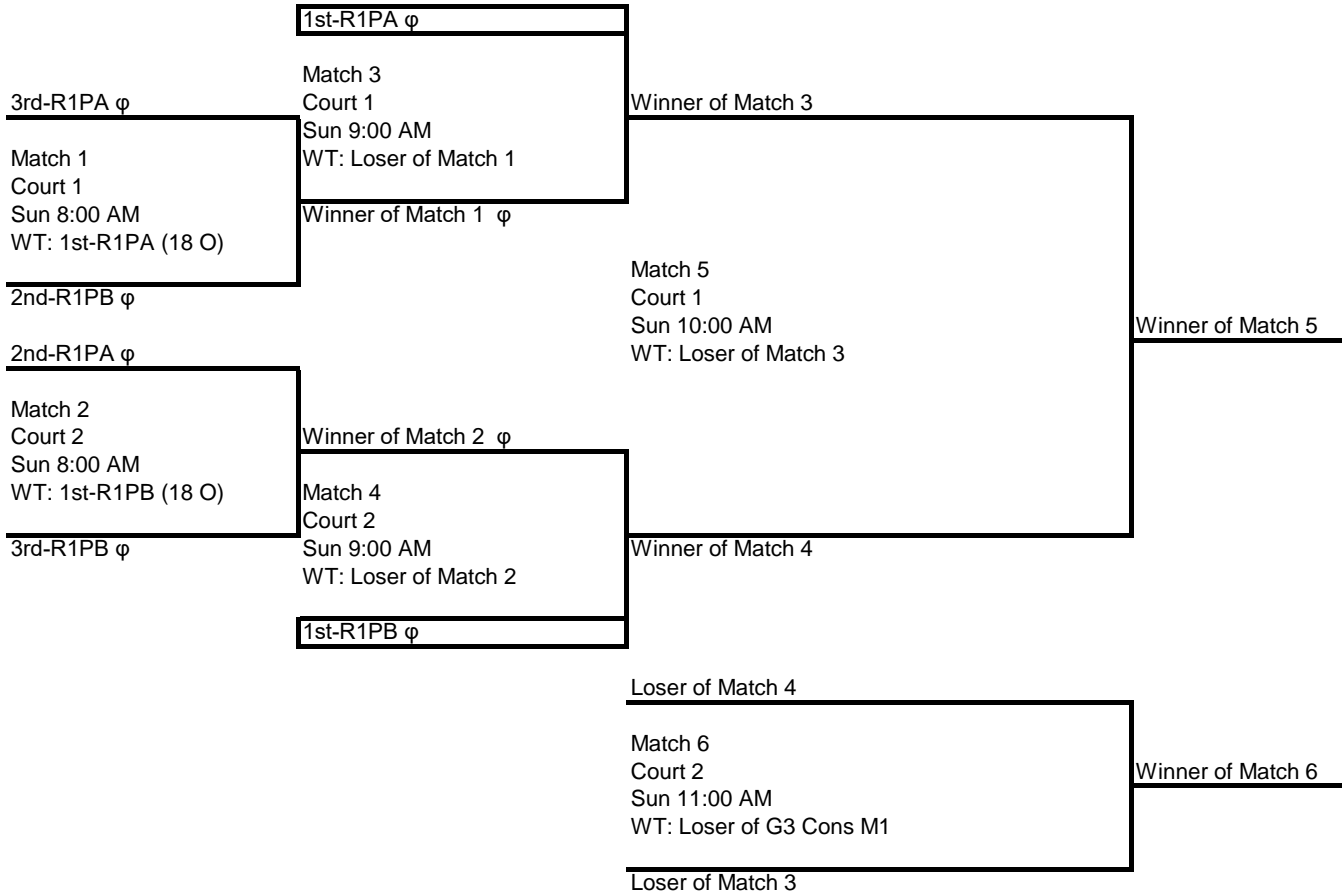 1st-R1PA φ
Match 3
3rd-R1PA φ
Court 1
Winner of Match 3
Sun 9:00 AM
Match 1
WT: Loser of Match 1
Court 1
Sun 8:00 AM
Winner of Match 1 φ
WT: 1st-R1PA (18 O)
Match 5
2nd-R1PB φ
Court 1
Sun 10:00 AM
Winner of Match 5
2nd-R1PA φ
WT: Loser of Match 3
Match 2
Court 2
Winner of Match 2 φ
Sun 8:00 AM
WT: 1st-R1PB (18 O)
Match 4
Court 2
3rd-R1PB φ
Sun 9:00 AM
Winner of Match 4
WT: Loser of Match 2
1st-R1PB φ
Loser of Match 4
Match 6
Court 2
Winner of Match 6
Sun 11:00 AM
WT: Loser of G3 Cons M1
Loser of Match 3